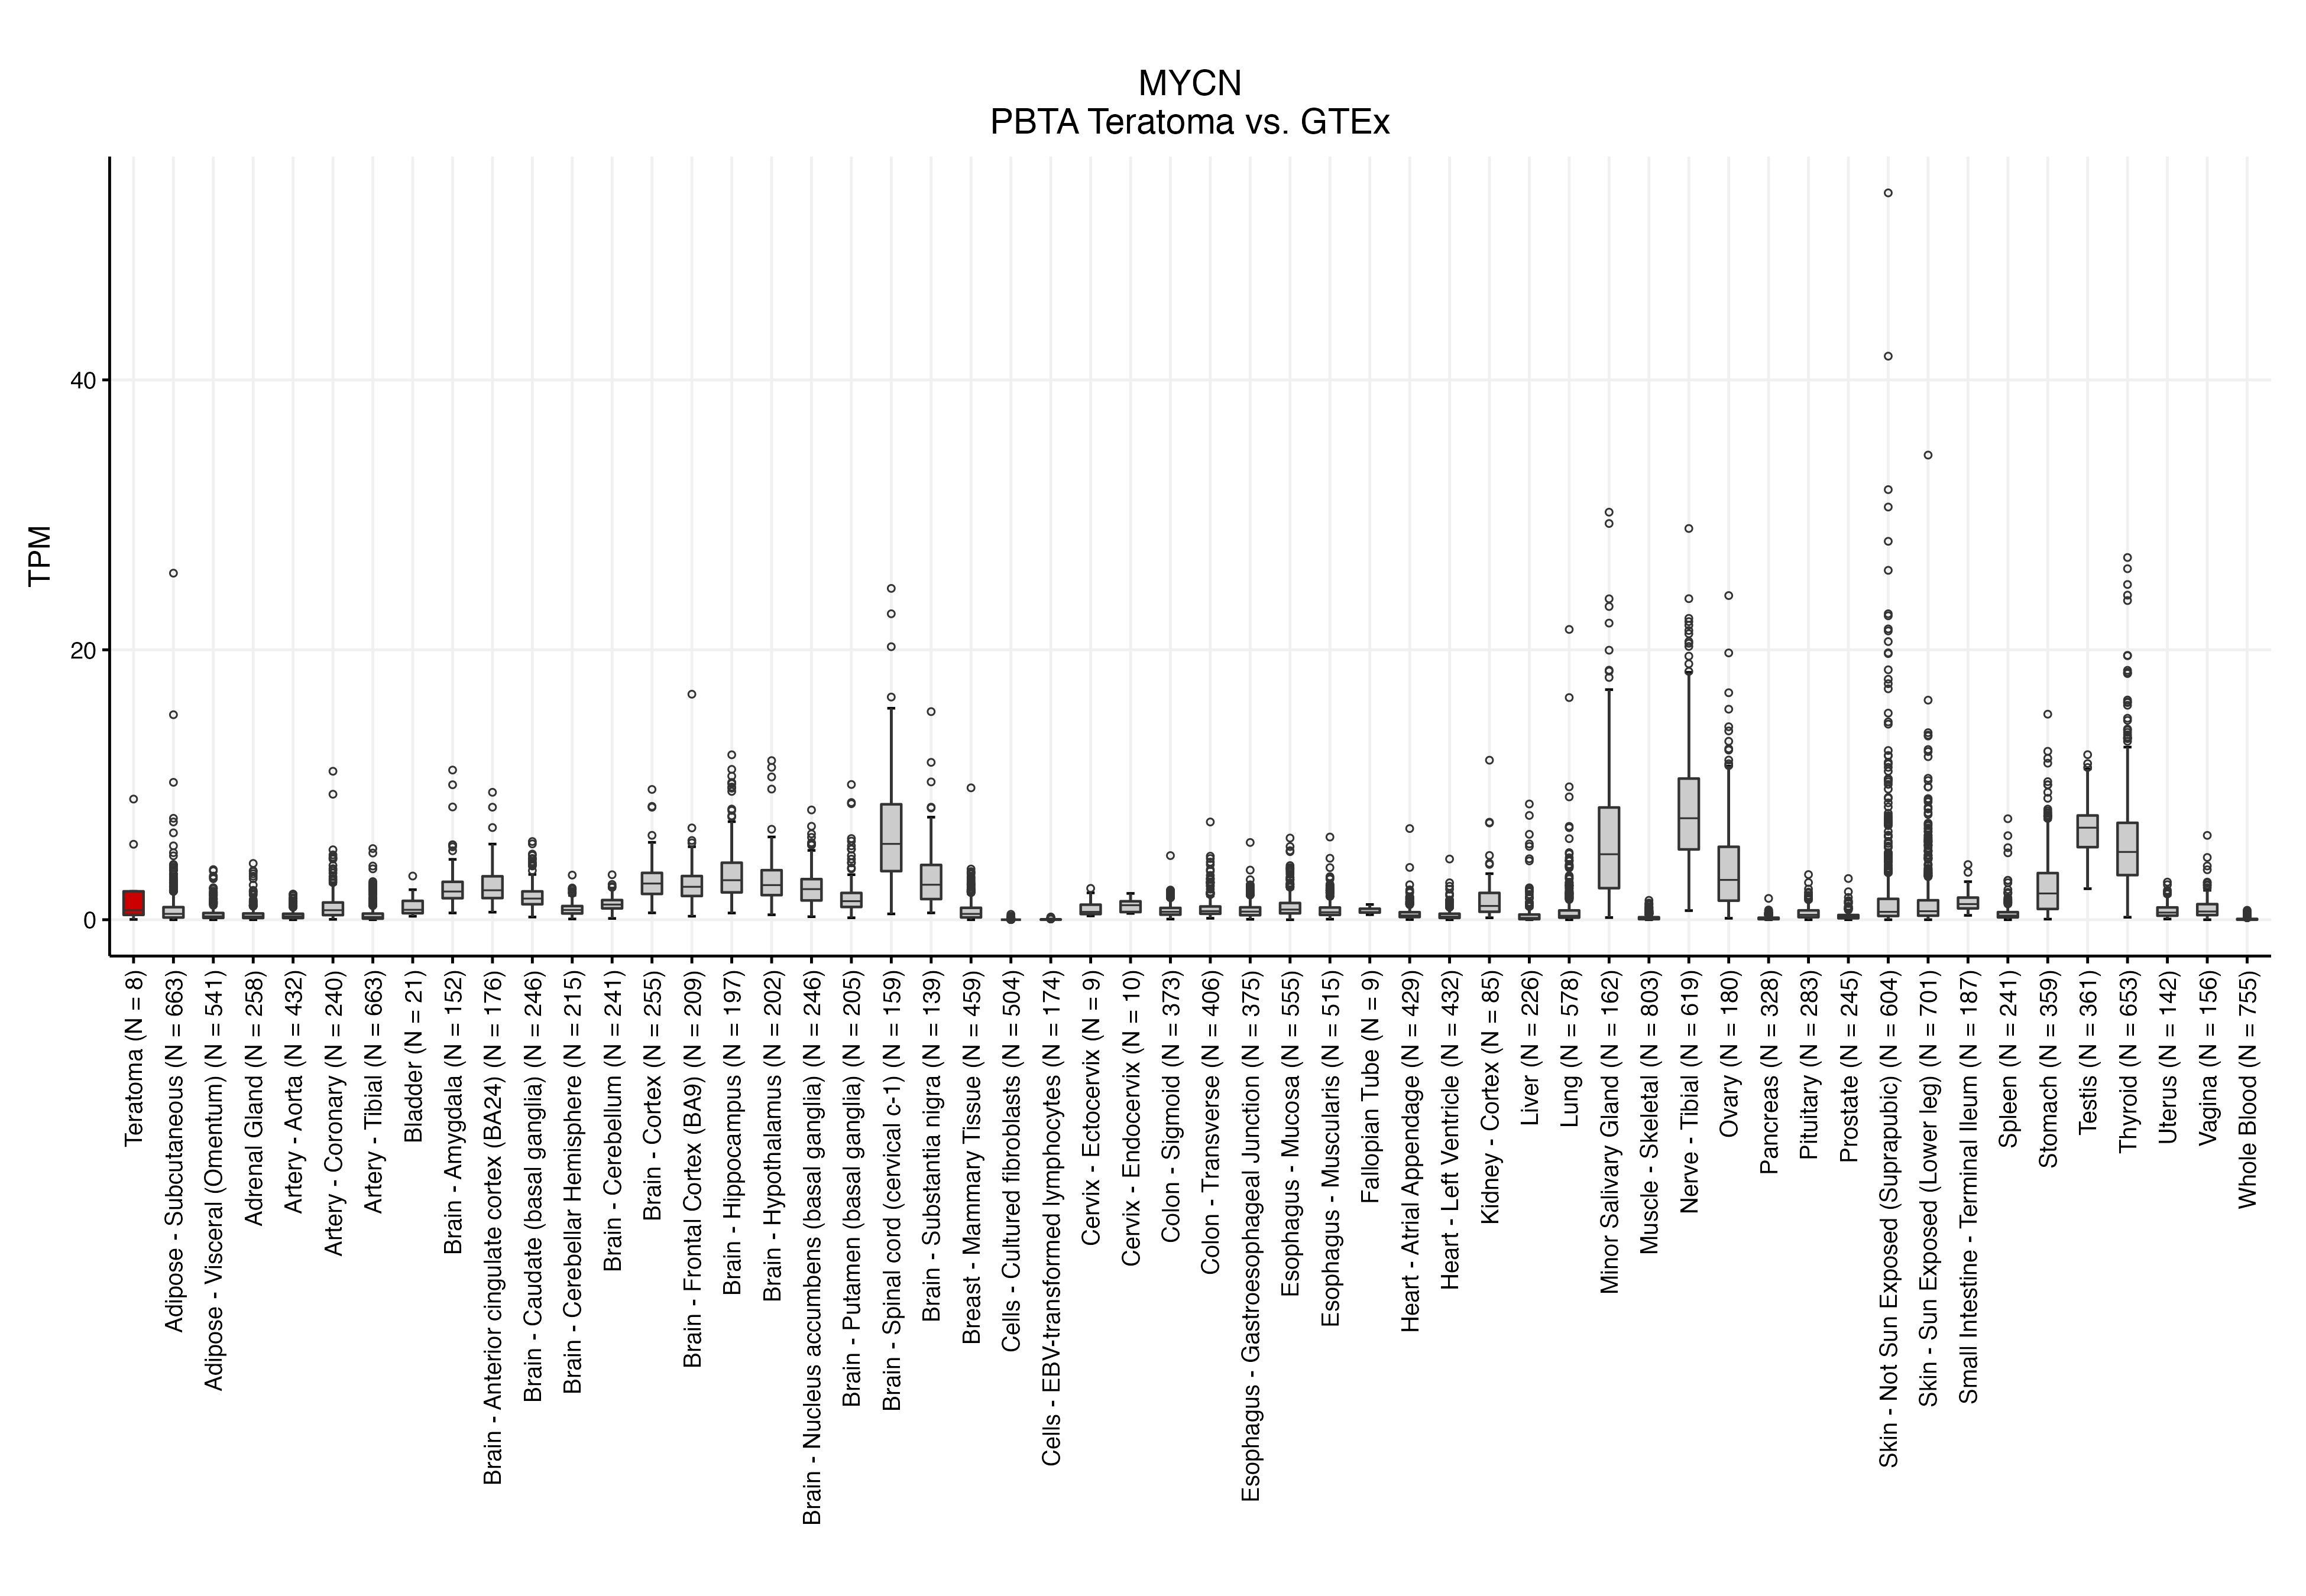 MYCN
PBTA Teratoma vs. GTEx
TPM
40
20
0
Teratoma (N = 8)
Adipose - Subcutaneous (N = 663)
Adipose - Visceral (Omentum) (N = 541)
Adrenal Gland (N = 258)
Artery - Aorta (N = 432)
Artery - Coronary (N = 240)
Artery - Tibial (N = 663)
Bladder (N = 21)
Brain - Amygdala (N = 152)
Brain - Anterior cingulate cortex (BA24) (N = 176)
Brain - Caudate (basal ganglia) (N = 246)
Brain - Cerebellar Hemisphere (N = 215)
Brain - Cerebellum (N = 241)
Brain - Cortex (N = 255)
Brain - Frontal Cortex (BA9) (N = 209)
Brain - Hippocampus (N = 197)
Brain - Hypothalamus (N = 202)
Brain - Nucleus accumbens (basal ganglia) (N = 246)
Brain - Putamen (basal ganglia) (N = 205)
Brain - Spinal cord (cervical c-1) (N = 159)
Brain - Substantia nigra (N = 139)
Breast - Mammary Tissue (N = 459)
Cells - Cultured fibroblasts (N = 504)
Cells - EBV-transformed lymphocytes (N = 174)
Cervix - Ectocervix (N = 9)
Cervix - Endocervix (N = 10)
Colon - Sigmoid (N = 373)
Colon - Transverse (N = 406)
Esophagus - Gastroesophageal Junction (N = 375)
Esophagus - Mucosa (N = 555)
Esophagus - Muscularis (N = 515)
Fallopian Tube (N = 9)
Heart - Atrial Appendage (N = 429)
Heart - Left Ventricle (N = 432)
Kidney - Cortex (N = 85)
Liver (N = 226)
Lung (N = 578)
Minor Salivary Gland (N = 162)
Muscle - Skeletal (N = 803)
Nerve - Tibial (N = 619)
Ovary (N = 180)
Pancreas (N = 328)
Pituitary (N = 283)
Prostate (N = 245)
Skin - Not Sun Exposed (Suprapubic) (N = 604)
Skin - Sun Exposed (Lower leg) (N = 701)
Small Intestine - Terminal Ileum (N = 187)
Spleen (N = 241)
Stomach (N = 359)
Testis (N = 361)
Thyroid (N = 653)
Uterus (N = 142)
Vagina (N = 156)
Whole Blood (N = 755)